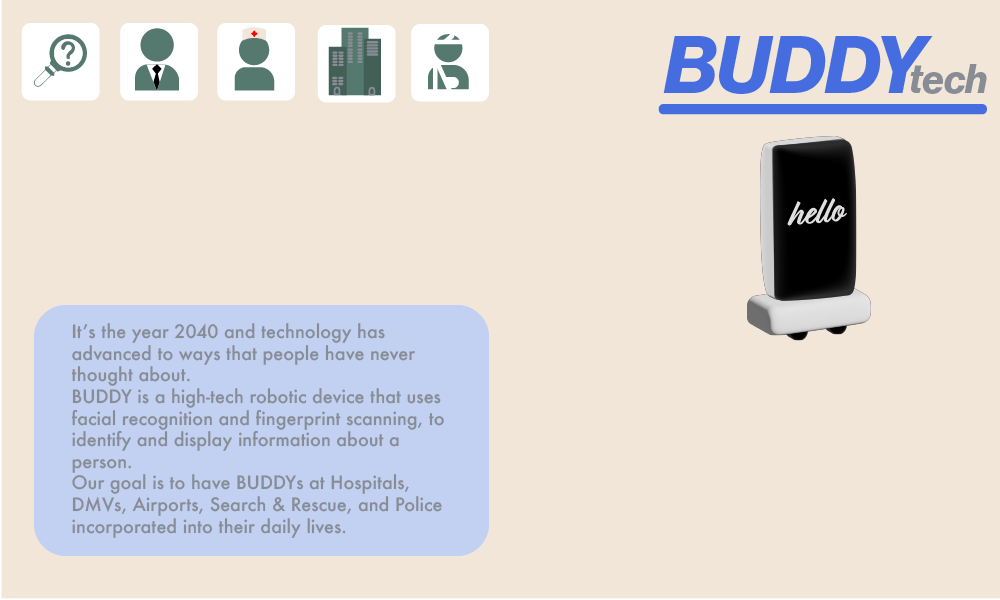 BUDDYtech
hello
It’s the year 2040 and technology has
advanced to ways that people have never
thought about.
BUDDY is a high-tech robotic device that uses
facial recognition and fingerprint scanning, to
identify and display information about a
person.
Our goal is to have BUDDYs at Hospitals,
DMVs, Airports, Search & Rescue, and Police
incorporated into their daily lives.